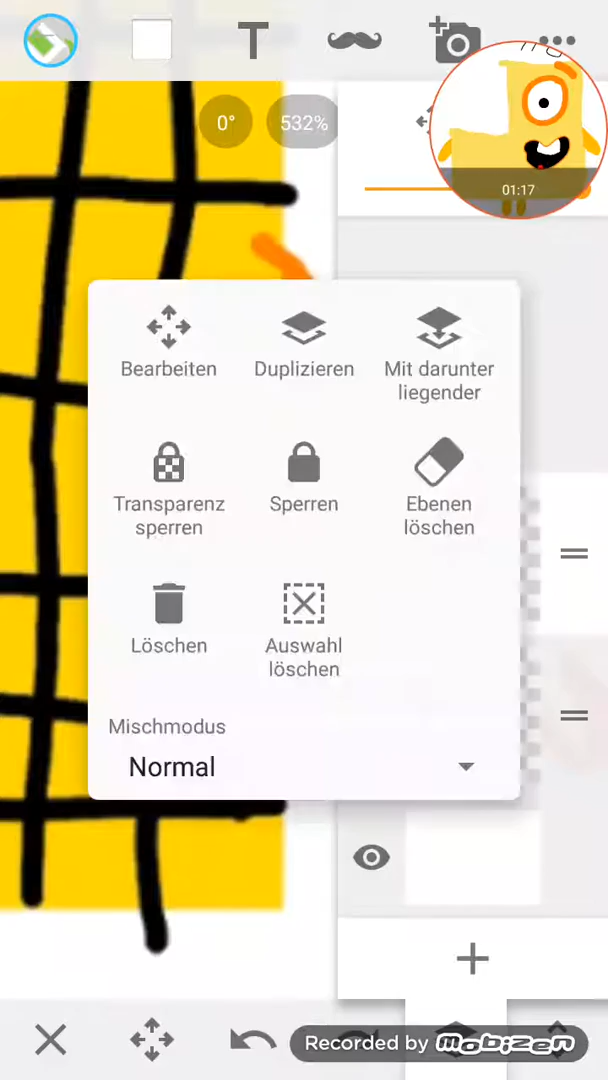 T
0°
532%
01:17
Bearbeiten
Duplizieren
Mit darunter
liegender
Transparenz
sperren
Sperren
Ebenen
löschen
Löschen
Auswahl
löschen
Mischmodus
Normal
Recorded by Mobizen